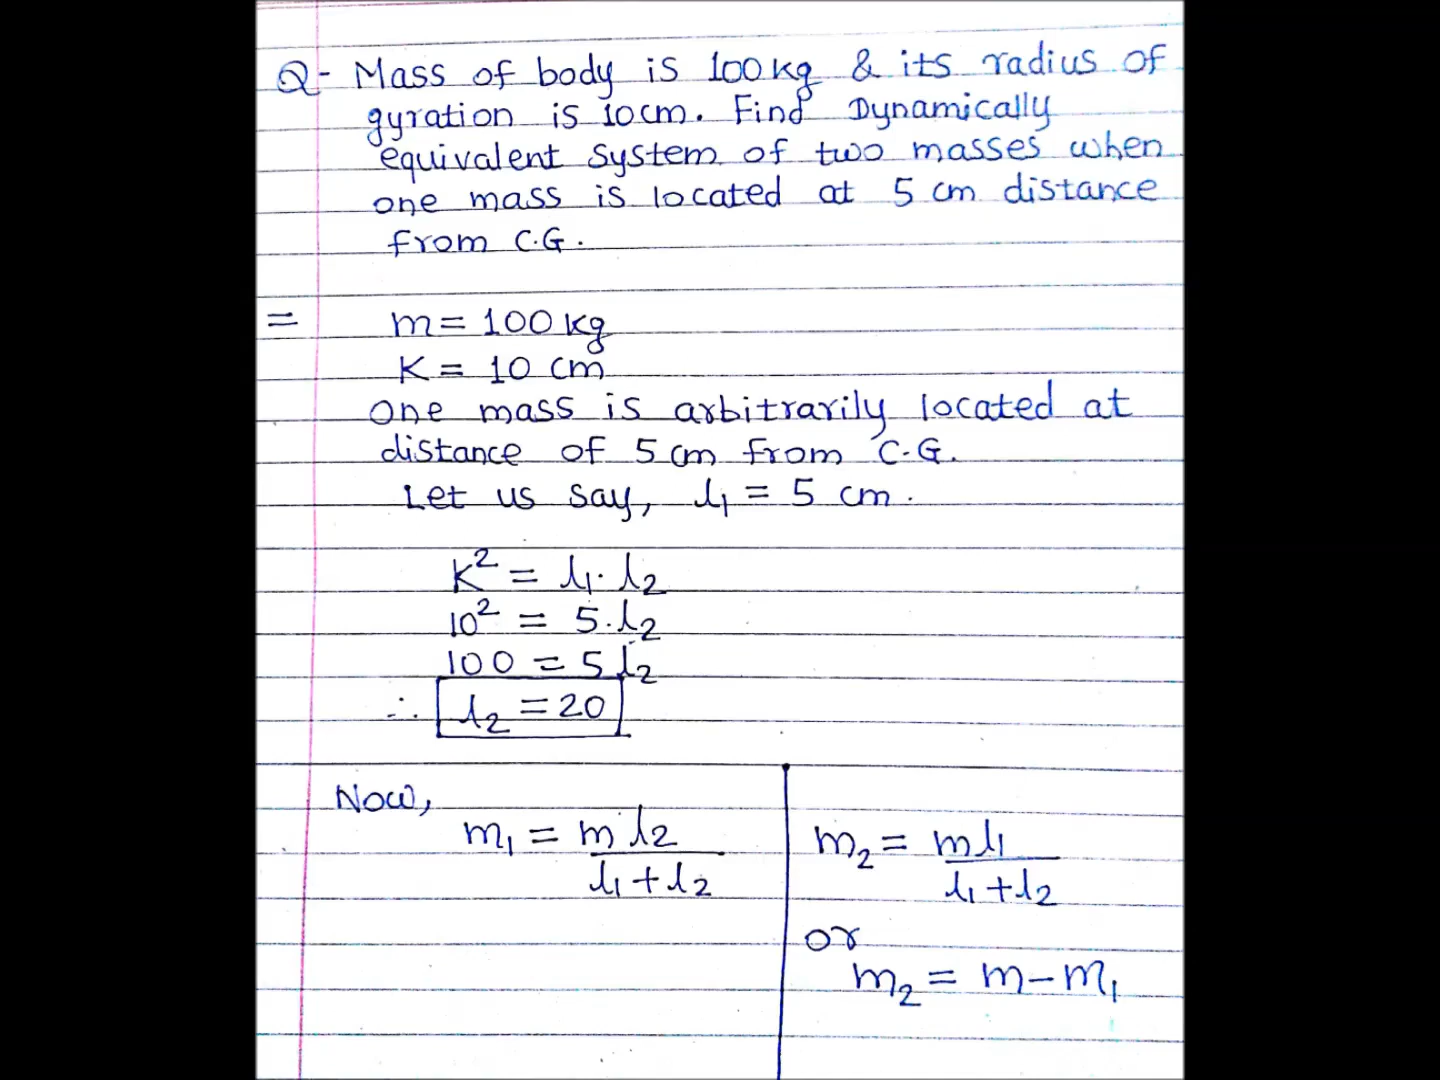 Q- Mass of body is 100 kg & its radius of
gyration is 10 cm. Find Dynamically
equivalent system of two masses when
one mass is located at 5 cm distance
from C.G.
= m = 100 kg
K = 10 cm
one mass is arbitrarily located at
distance of 5 cm from C.G.
Let us say, l₁ = 5 cm.
K² = l₁. l₂
10² = 5. l₂
100 = 5 l₂
∴ l₂ = 20
Now,
m₁ = m l₂
l₁ + l₂
m₂ = m l₁
l₁ + l₂
or
m₂ = m - m₁